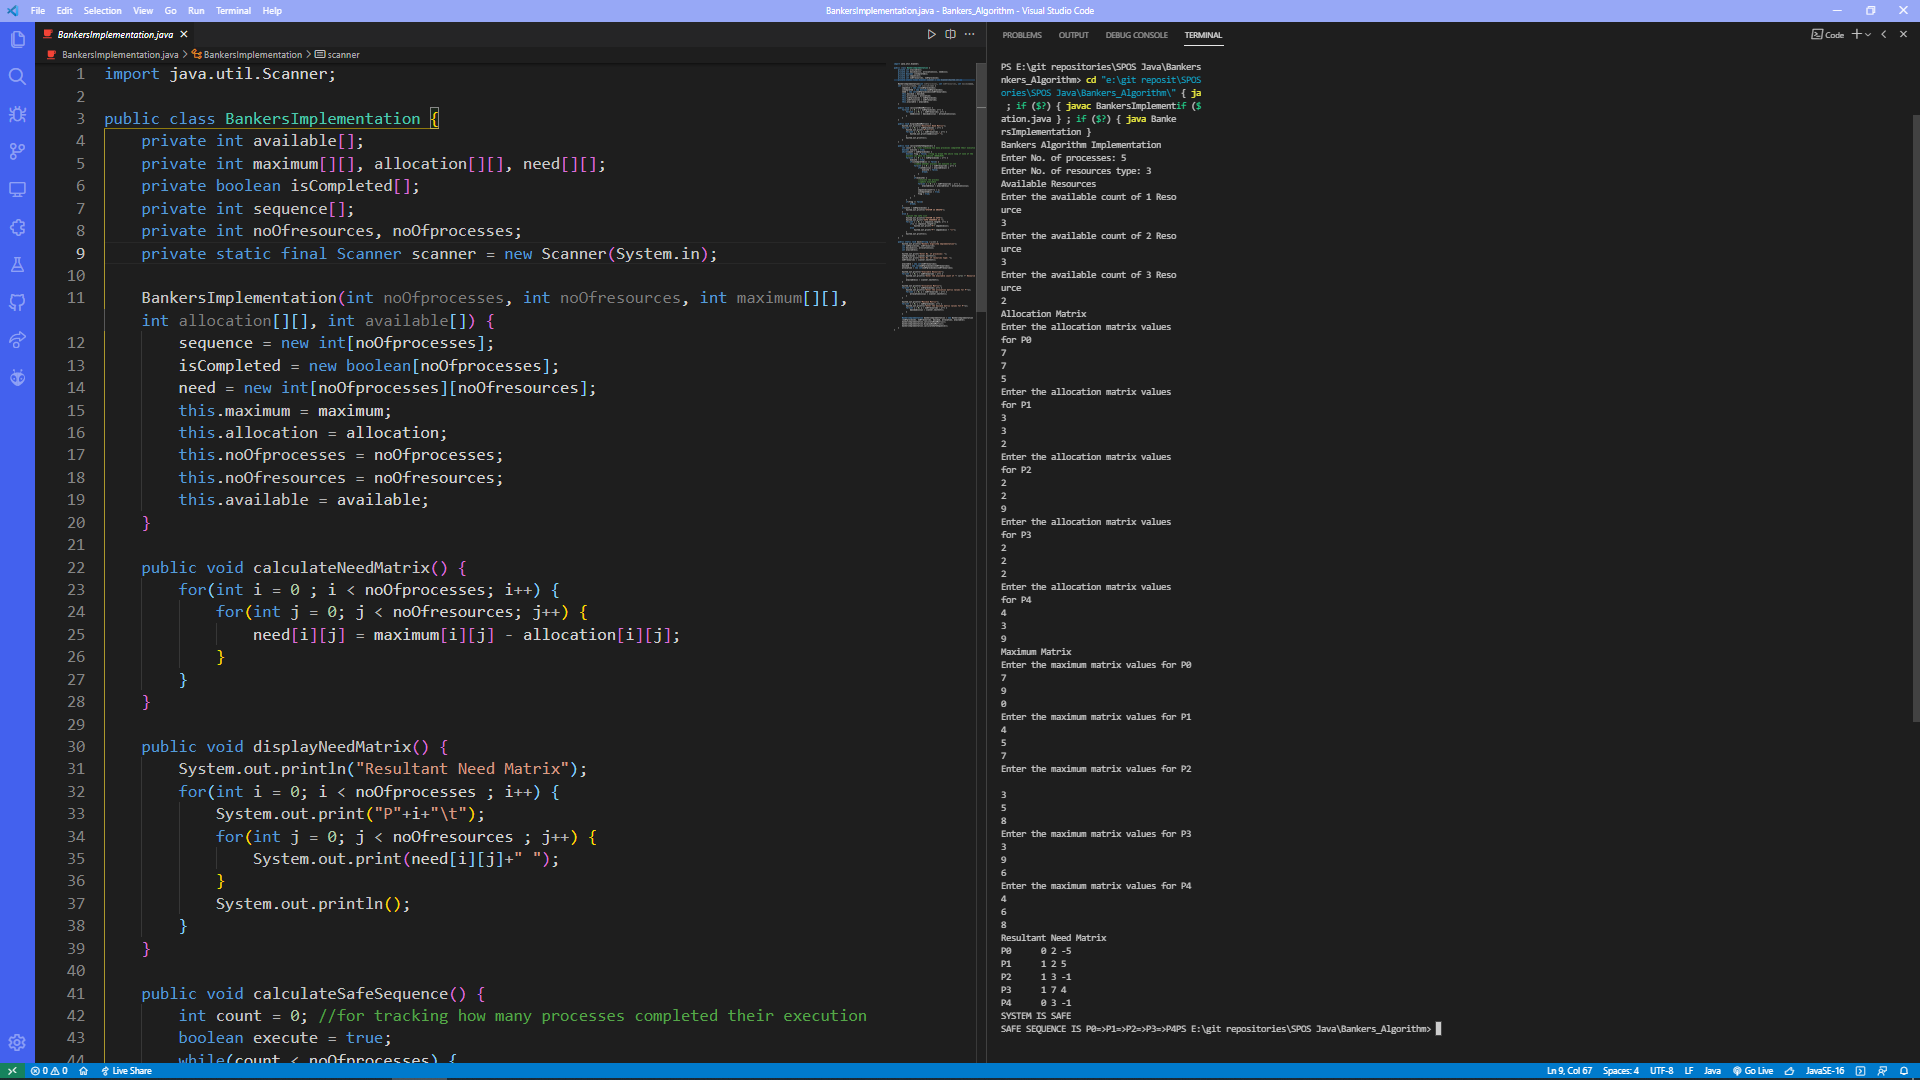 File Edit Selection View Go Run Terminal Help
BankersImplementation.java - Bankers_Algorithm - Visual Studio Code
BankersImplementation.java
BankersImplementation.java > BankersImplementation > scanner
1 import java.util.Scanner;
2
3 public class BankersImplementation {
4 private int available[];
5 private int maximum[][], allocation[][], need[][];
6 private boolean isCompleted[];
7 private int sequence[];
8 private int noOfresources, noOfprocesses;
9 private static final Scanner scanner = new Scanner(System.in);
10
11 BankersImplementation(int noOfprocesses, int noOfresources, int maximum[][],
int allocation[][], int available[]) {
12 sequence = new int[noOfprocesses];
13 isCompleted = new boolean[noOfprocesses];
14 need = new int[noOfprocesses][noOfresources];
15 this.maximum = maximum;
16 this.allocation = allocation;
17 this.noOfprocesses = noOfprocesses;
18 this.noOfresources = noOfresources;
19 this.available = available;
20 }
21
22 public void calculateNeedMatrix() {
23 for(int i = 0 ; i < noOfprocesses; i++) {
24 for(int j = 0; j < noOfresources; j++) {
25 need[i][j] = maximum[i][j] - allocation[i][j];
26 }
27 }
28 }
29
30 public void displayNeedMatrix() {
31 System.out.println("Resultant Need Matrix");
32 for(int i = 0; i < noOfprocesses ; i++) {
33 System.out.print("P"+i+"\t");
34 for(int j = 0; j < noOfresources ; j++) {
35 System.out.print(need[i][j]+" ");
36 }
37 System.out.println();
38 }
39 }
40
41 public void calculateSafeSequence() {
42 int count = 0; //for tracking how many processes completed their execution
43 boolean execute = true;
44 while(count < noOfprocesses) {
PROBLEMS OUTPUT DEBUG CONSOLE TERMINAL
Code
PS E:\git repositories\SPOS Java\Bankers
nkers_Algorithm> cd "e:\git reposit\SPOS
ories\SPOS Java\Bankers_Algorithm\" { ja
; if ($?) { javac BankersImplementif ($
ation.java } ; if ($?) { java Banke
rsImplementation }
Bankers Algorithm Implementation
Enter No. of processes: 5
Enter No. of resources type: 3
Available Resources
Enter the available count of 1 Reso
urce
3
Enter the available count of 2 Reso
urce
3
Enter the available count of 3 Reso
urce
2
Allocation Matrix
Enter the allocation matrix values
for P0
7
7
5
Enter the allocation matrix values
for P1
3
3
2
Enter the allocation matrix values
for P2
2
2
9
Enter the allocation matrix values
for P3
2
2
2
Enter the allocation matrix values
for P4
4
3
9
Maximum Matrix
Enter the maximum matrix values for P0
7
9
0
Enter the maximum matrix values for P1
4
5
7
Enter the maximum matrix values for P2
3
5
8
Enter the maximum matrix values for P3
3
9
6
Enter the maximum matrix values for P4
4
6
8
Resultant Need Matrix
P0 0 2 -5
P1 1 2 5
P2 1 3 -1
P3 1 7 4
P4 0 3 -1
SYSTEM IS SAFE
SAFE SEQUENCE IS P0=>P1=>P2=>P3=>P4PS E:\git repositories\SPOS Java\Bankers_Algorithm>
0 0 Live Share
Ln 9, Col 67 Spaces: 4 UTF-8 LF Java Go Live JavaSE-16